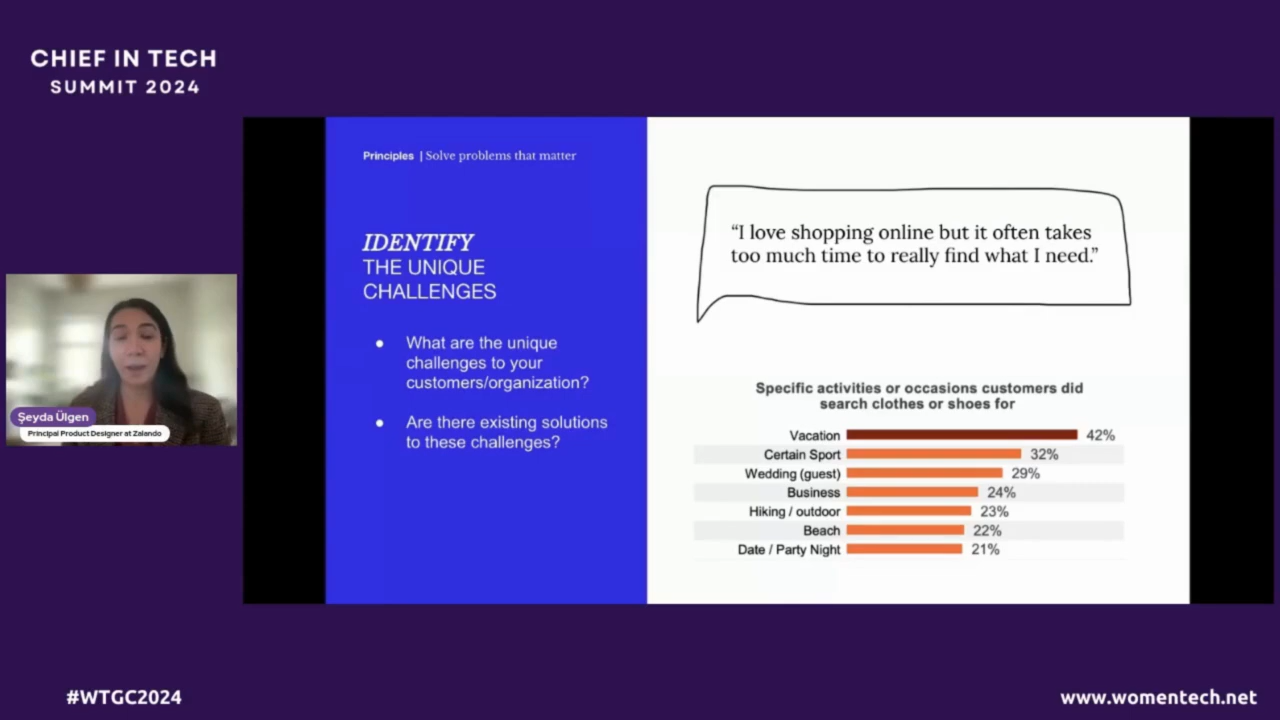 CHIEF IN TECH
SUMMIT 2024
Principles | Solve problems that matter
IDENTIFY
THE UNIQUE
CHALLENGES
● What are the unique
challenges to your
customers/organization?
● Are there existing solutions
to these challenges?
“I love shopping online but it often takes
too much time to really find what I need.”
Specific activities or occasions customers did
search clothes or shoes for
Vacation 42%
Certain Sport 32%
Wedding (guest) 29%
Business 24%
Hiking / outdoor 23%
Beach 22%
Date / Party Night 21%
Şeyda Ülgen
Principal Product Designer at Zalando
#WTGC2024
www.womentech.net